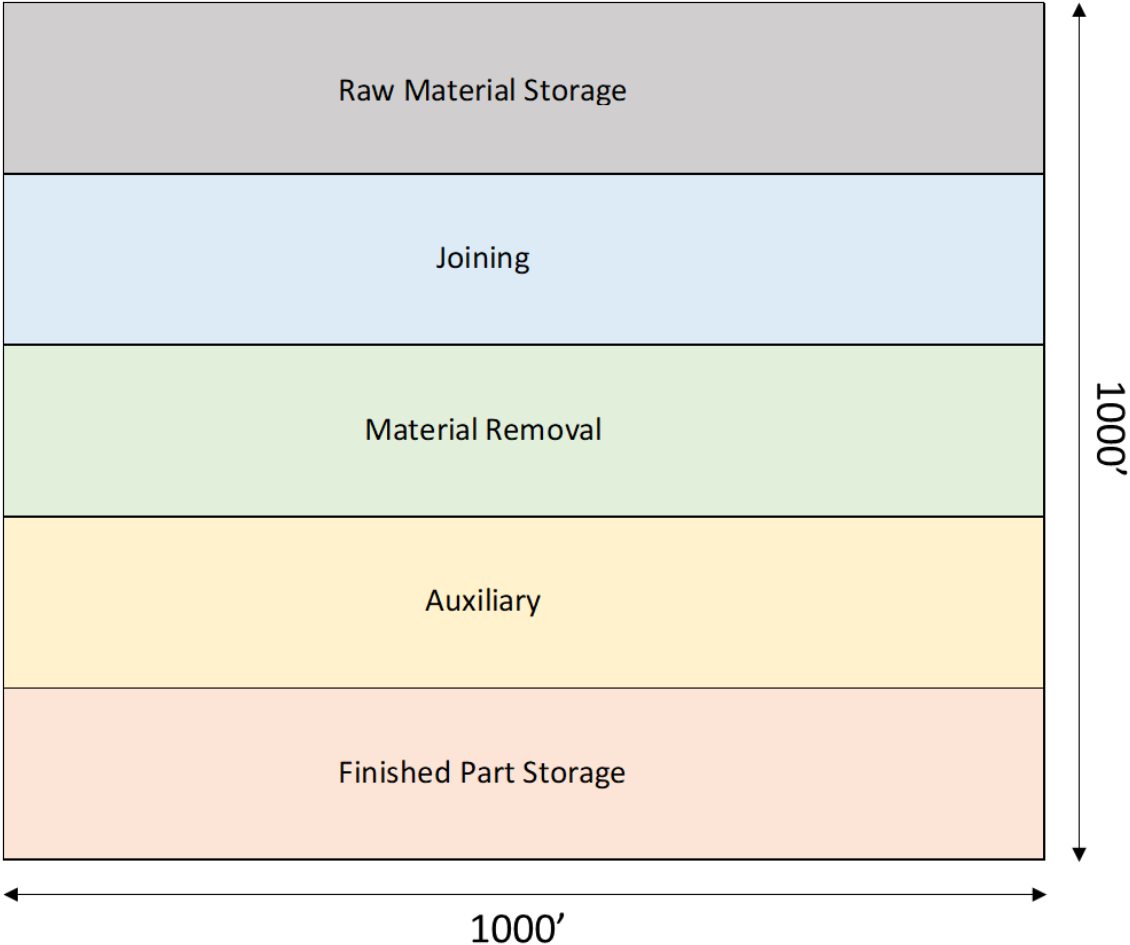 Raw Material Storage
Joining
Material Removal
Auxiliary
Finished Part Storage
1000’
1000’